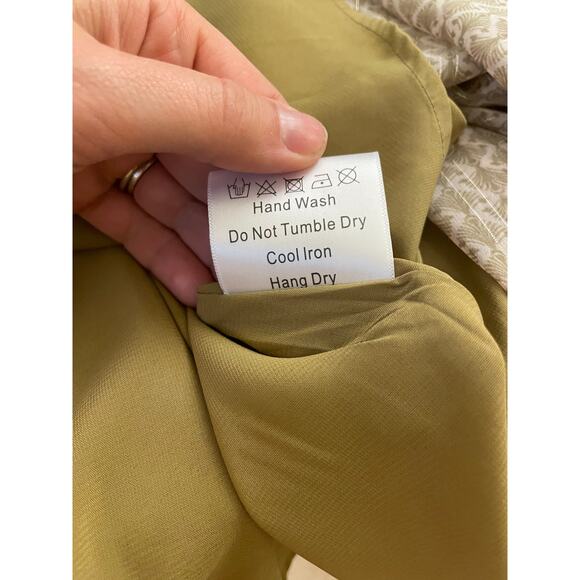 Hand Wash
Do Not Tumble Dry
Cool Iron
Hang Dry